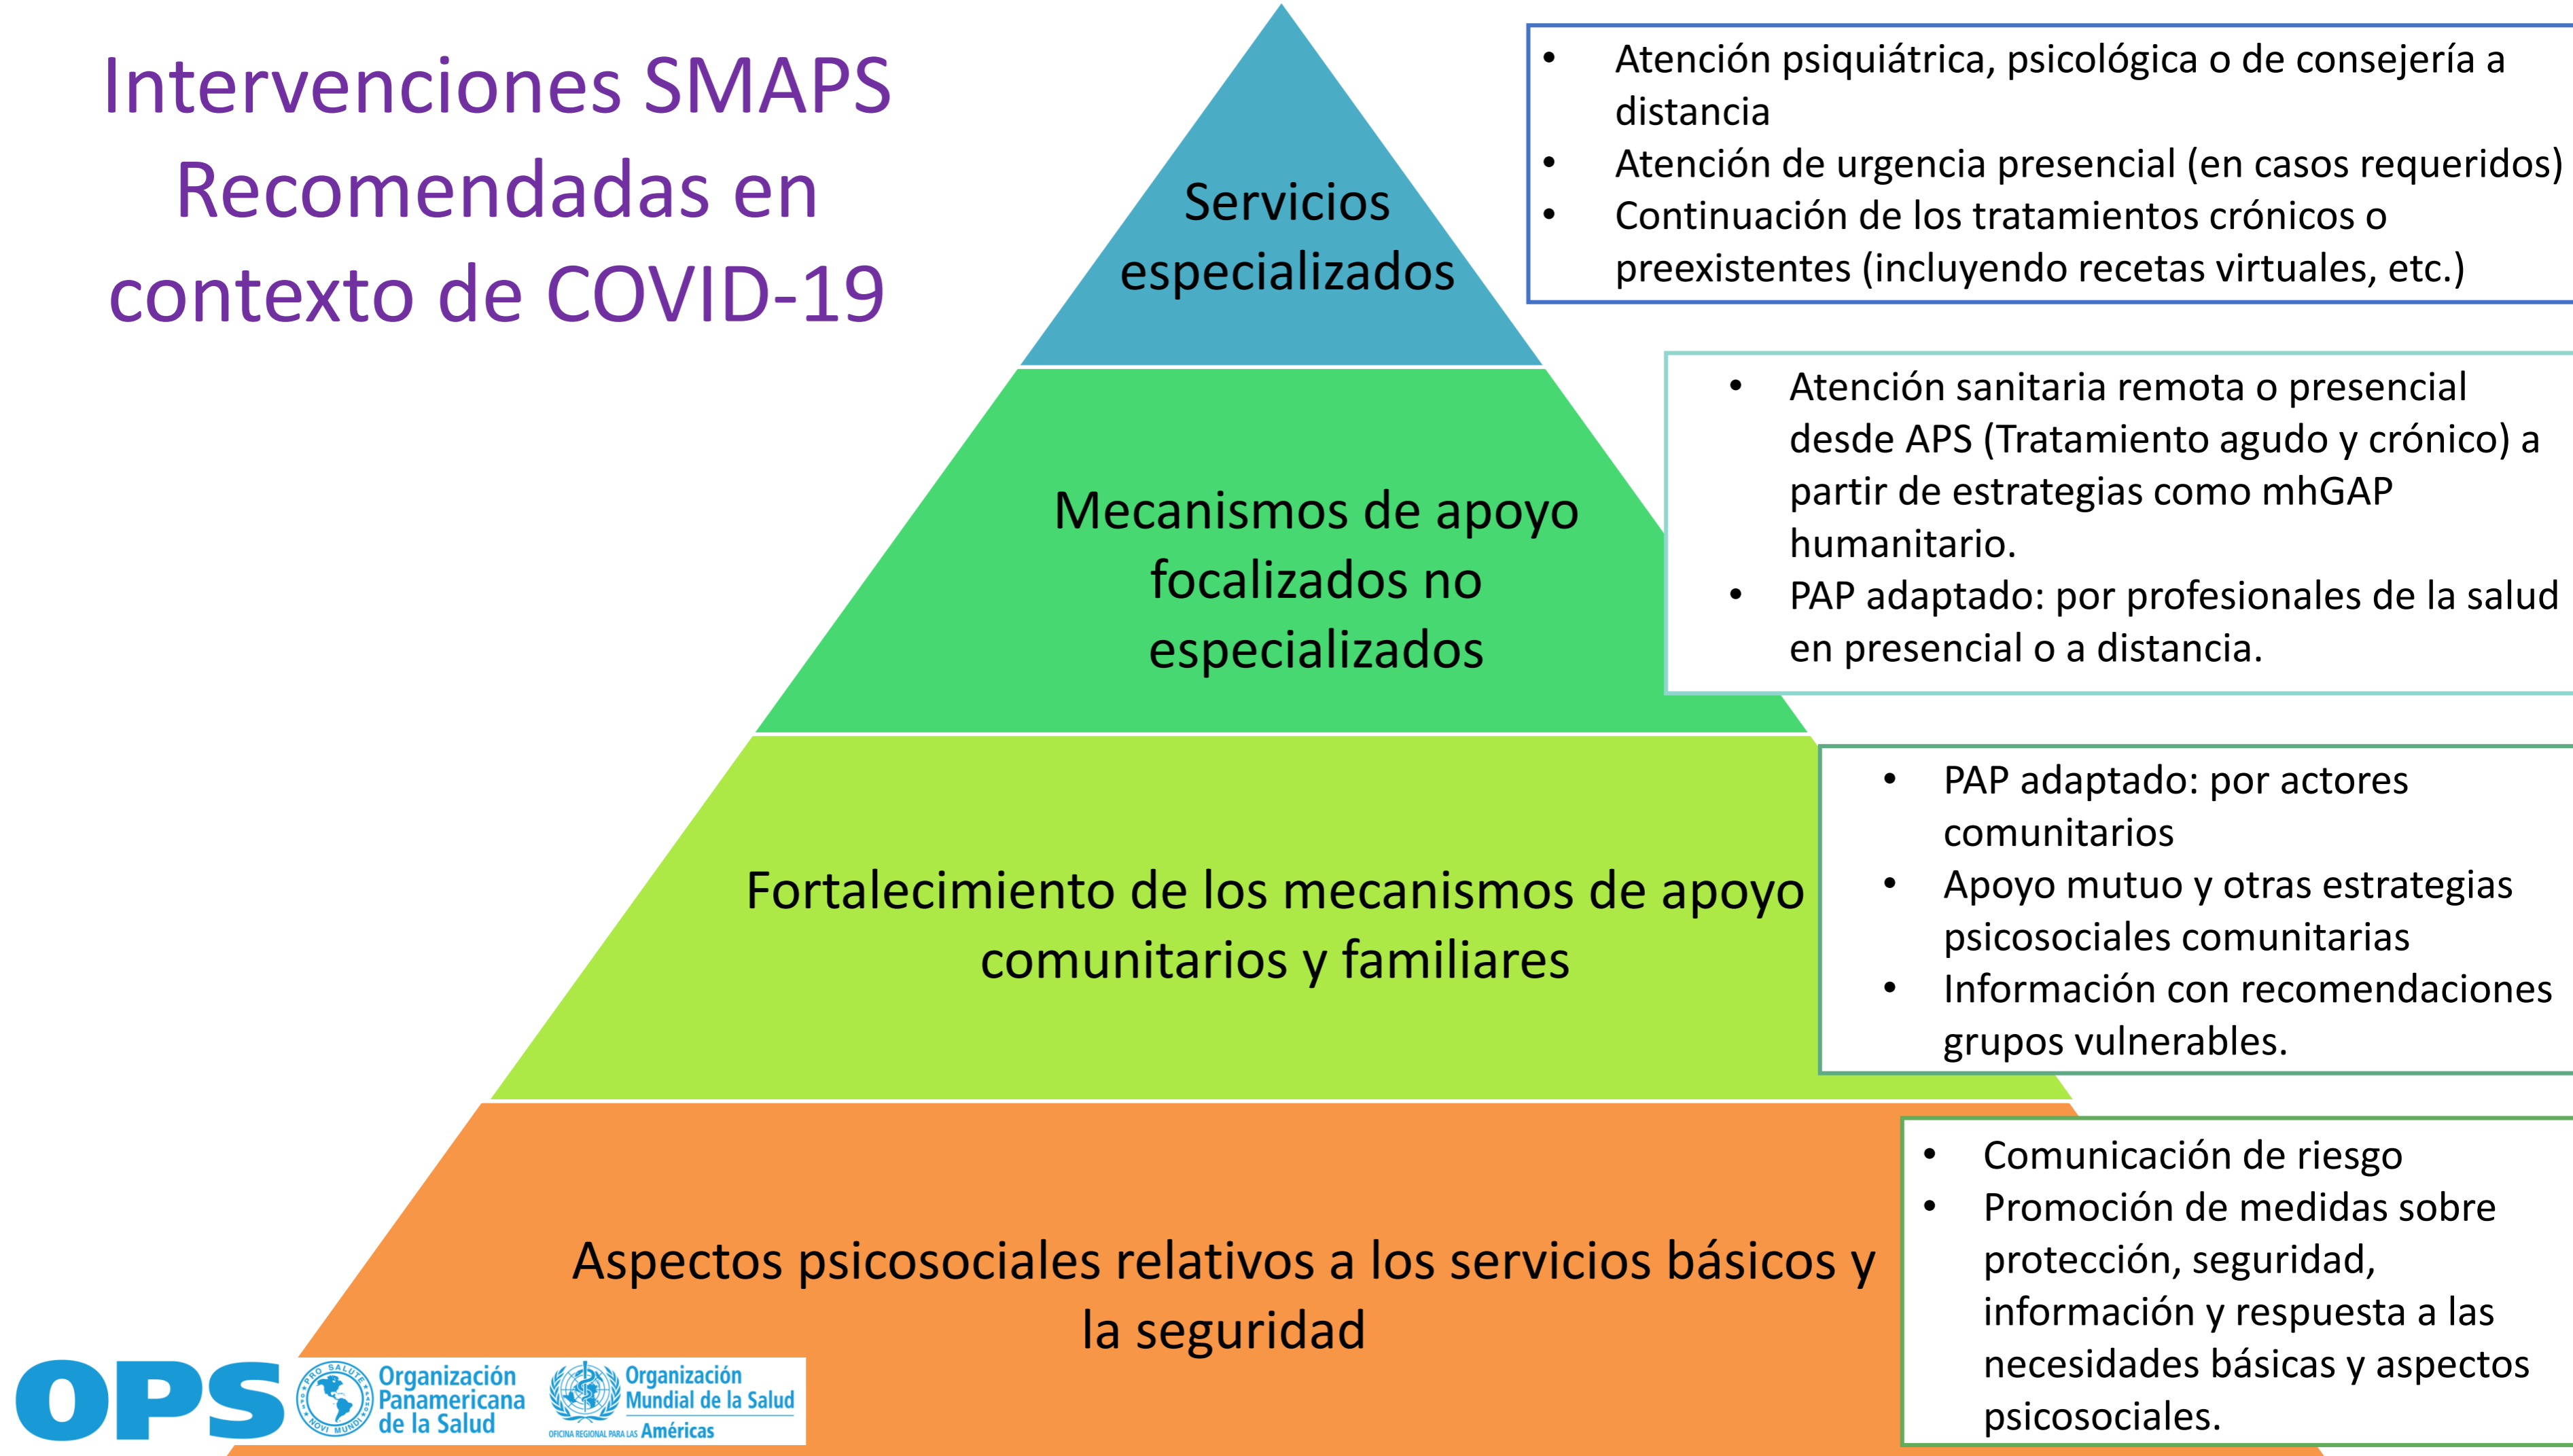 Intervenciones SMAPS
Recomendadas en
contexto de COVID-19
Servicios
especializados
• Atención psiquiátrica, psicológica o de consejería a
distancia
• Atención de urgencia presencial (en casos requeridos)
• Continuación de los tratamientos crónicos o
preexistentes (incluyendo recetas virtuales, etc.)
Mecanismos de apoyo
focalizados no
especializados
• Atención sanitaria remota o presencial
desde APS (Tratamiento agudo y crónico) a
partir de estrategias como mhGAP
humanitario.
• PAP adaptado: por profesionales de la salud
en presencial o a distancia.
Fortalecimiento de los mecanismos de apoyo
comunitarios y familiares
• PAP adaptado: por actores
comunitarios
• Apoyo mutuo y otras estrategias
psicosociales comunitarias
• Información con recomendaciones
grupos vulnerables.
Aspectos psicosociales relativos a los servicios básicos y
la seguridad
• Comunicación de riesgo
• Promoción de medidas sobre
protección, seguridad,
información y respuesta a las
necesidades básicas y aspectos
psicosociales.
OPS
PRO SALUTE
NOVI MUNDI
Organización
Panamericana
de la Salud
Organización
Mundial de la Salud
OFICINA REGIONAL PARA LAS Américas